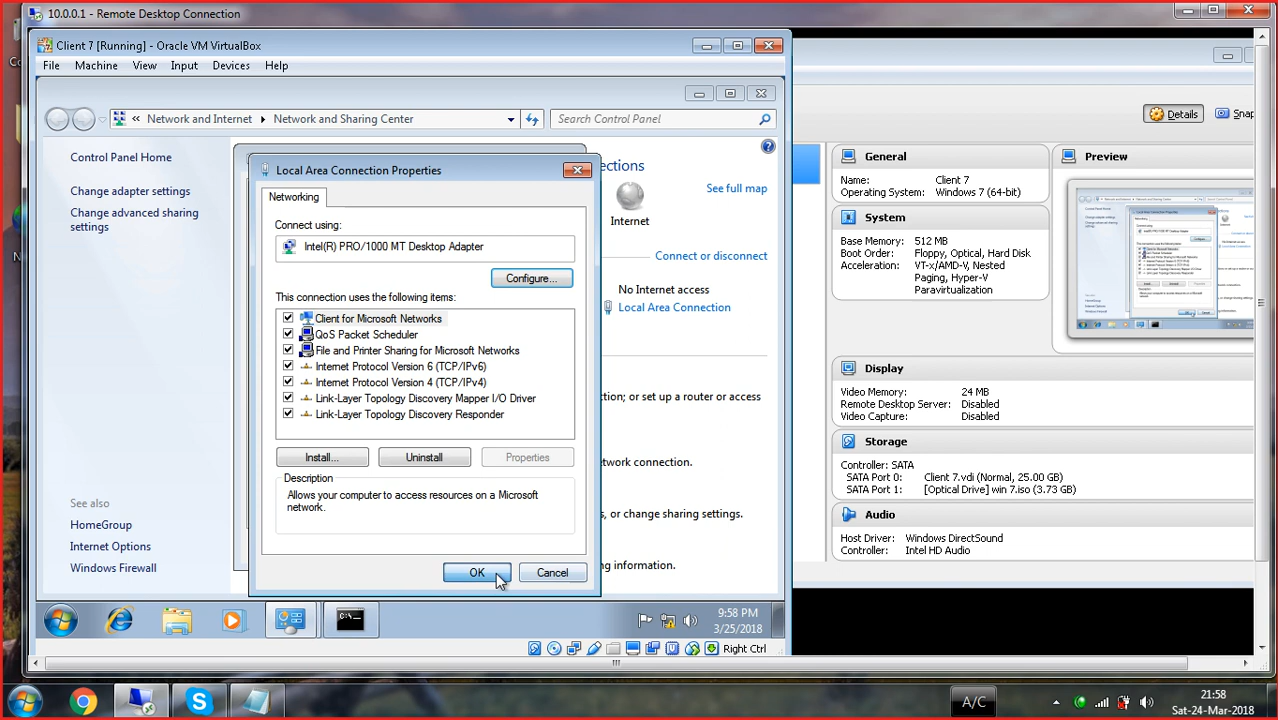 10.0.0.1 - Remote Desktop Connection
Client 7 [Running] - Oracle VM VirtualBox
File Machine View Input Devices Help
Network and Internet Network and Sharing Center
Search Control Panel
Control Panel Home
Change adapter settings
Change advanced sharing
settings
See also
HomeGroup
Internet Options
Windows Firewall
Local Area Connection Properties
Networking
Connect using:
Intel(R) PRO/1000 MT Desktop Adapter
Configure...
This connection uses the following items:
Client for Microsoft Networks
QoS Packet Scheduler
File and Printer Sharing for Microsoft Networks
Internet Protocol Version 6 (TCP/IPv6)
Internet Protocol Version 4 (TCP/IPv4)
Link-Layer Topology Discovery Mapper I/O Driver
Link-Layer Topology Discovery Responder
Install... Uninstall Properties
Description
Allows your computer to access resources on a Microsoft
network.
OK Cancel
ections
See full map
Internet
Connect or disconnect
No Internet access
Local Area Connection
ction; or set up a router or access
etwork connection.
s, or change sharing settings.
ing information.
9:58 PM
3/25/2018
Right Ctrl
Details Snap
General
Name: Client 7
Operating System: Windows 7 (64-bit)
System
Base Memory: 512 MB
Boot Order: Floppy, Optical, Hard Disk
Acceleration: VT-x/AMD-V, Nested
Paging, Hyper-V
Paravirtualization
Preview
Display
Video Memory: 24 MB
Remote Desktop Server: Disabled
Video Capture: Disabled
Storage
Controller: SATA
SATA Port 0: Client 7.vdi (Normal, 25.00 GB)
SATA Port 1: [Optical Drive] win 7.iso (3.73 GB)
Audio
Host Driver: Windows DirectSound
Controller: Intel HD Audio
A/C
21:58
Sat-24-Mar-2018